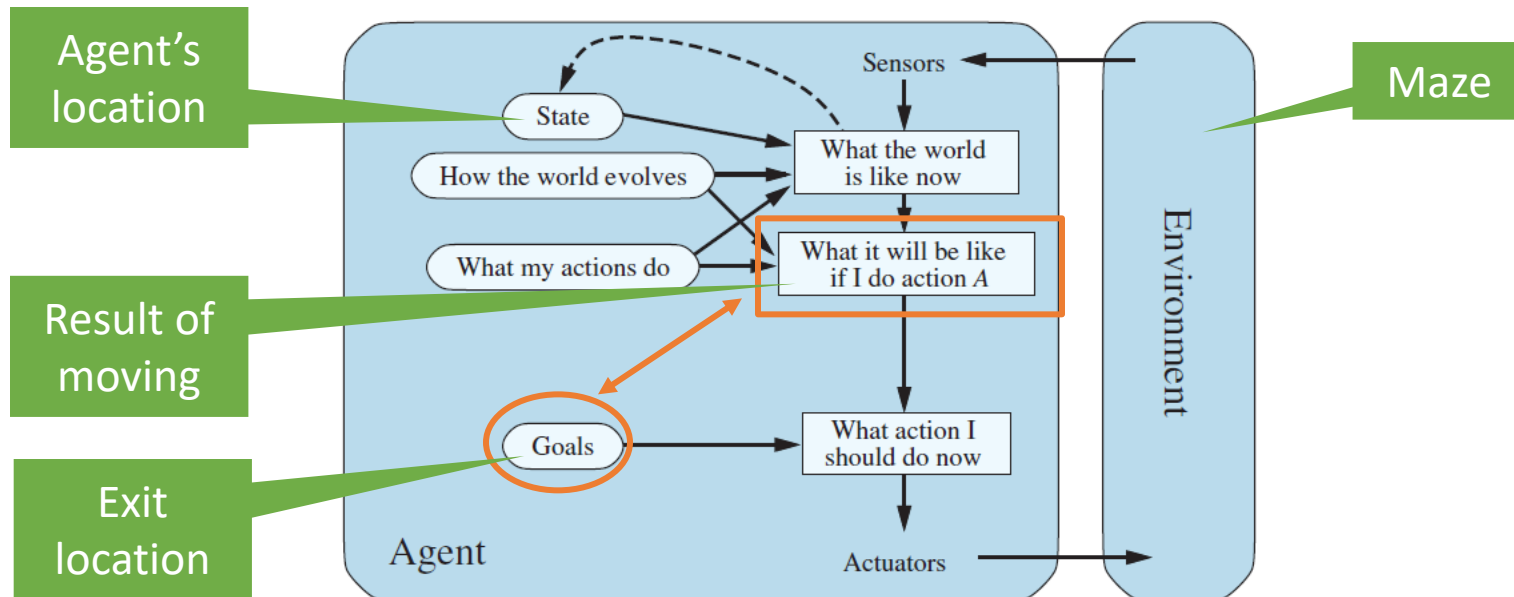 Agent’s
location
Sensors
Maze
State
What the world
is like now
How the world evolves
What it will be like
if I do action A
What my actions do
Environment
Result of
moving
Goals
What action I
should do now
Exit
location
Agent
Actuators